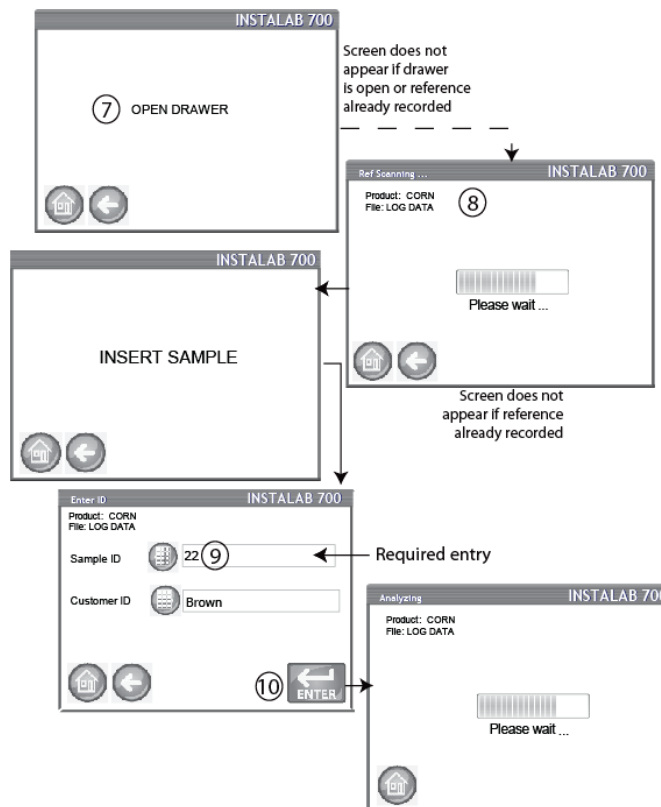 INSTALAB 700
7 OPEN DRAWER
Screen does not
appear if drawer
is open or reference
already recorded
Ref Scanning ... INSTALAB 700
Product: CORN
File: LOG DATA
8
Please wait ...
Screen does not
appear if reference
already recorded
INSTALAB 700
INSERT SAMPLE
Enter ID INSTALAB 700
Product: CORN
File: LOG DATA
Sample ID 22 9
Required entry
Customer ID Brown
10 ENTER
Analyzing INSTALAB 700
Product: CORN
File: LOG DATA
Please wait ...